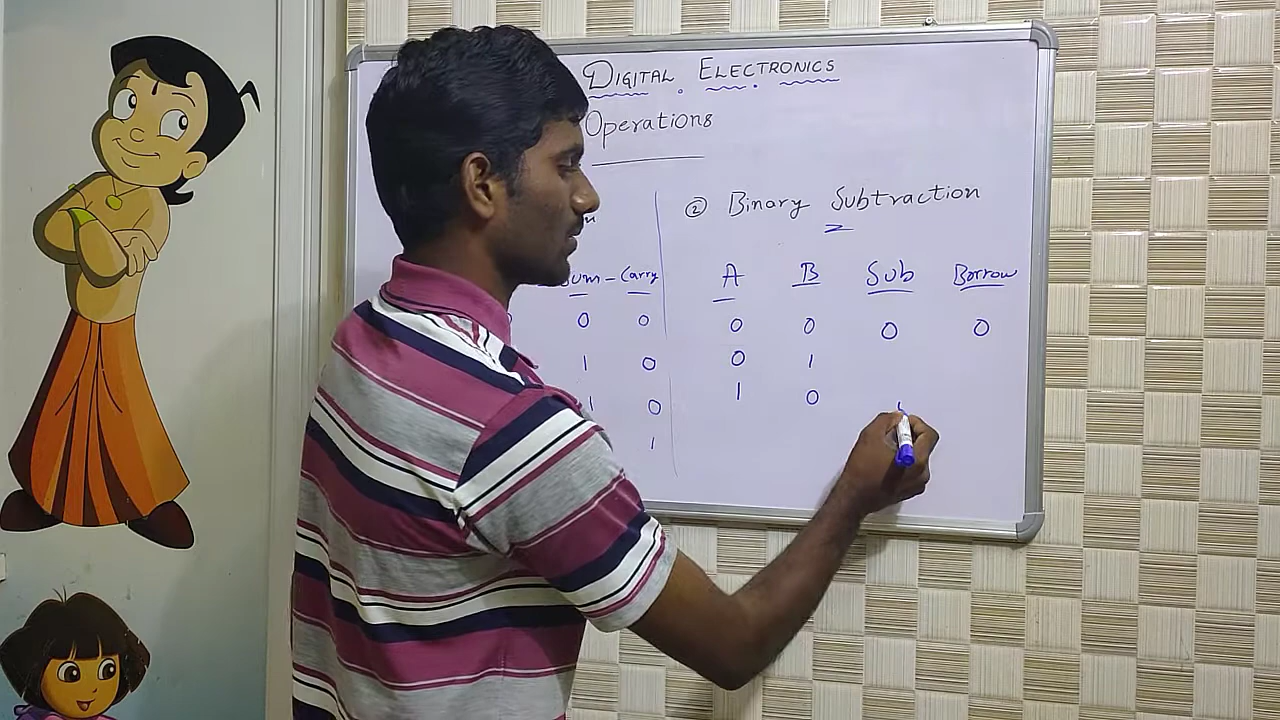 DIGITAL ELECTRONICS
Operations
② Binary Subtraction
Sum - Carry
A B Sub Borrow
0 0
0 0 0 0
1 0
0 1
1 0
1 0
1